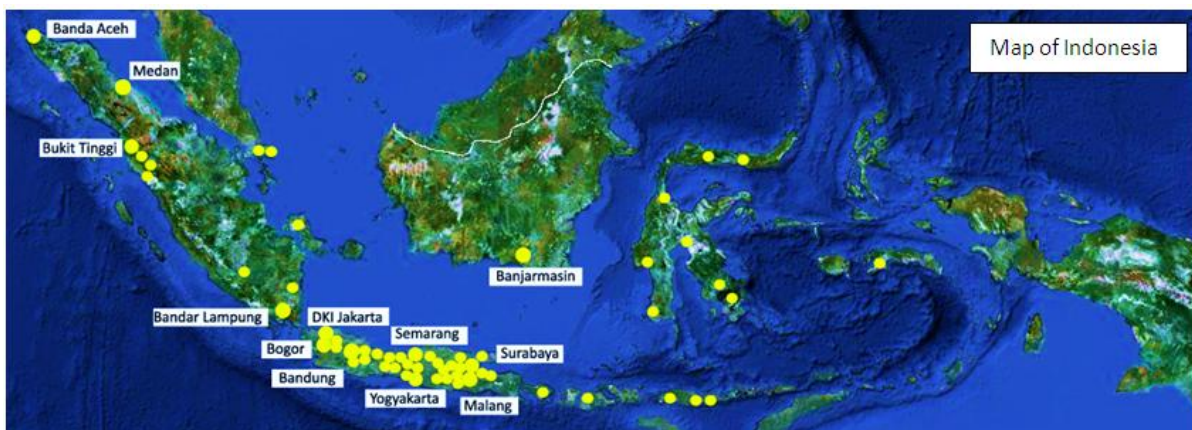 Banda Aceh
Map of Indonesia
Medan
Bukit Tinggi
Banjarmasin
Bandar Lampung
DKI Jakarta
Semarang
Bogor
Surabaya
Bandung
Yogyakarta
Malang